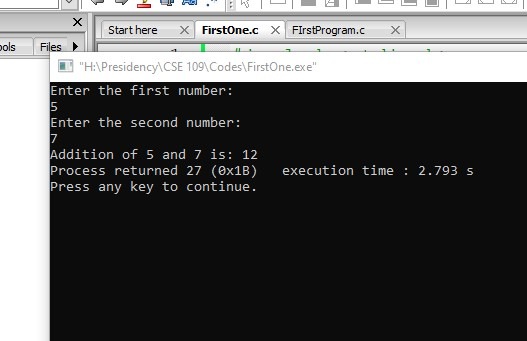 Start here FirstOne.c FIrstProgram.c
ols Files
"H:\Presidency\CSE 109\Codes\FirstOne.exe"
Enter the first number:
5
Enter the second number:
7
Addition of 5 and 7 is: 12
Process returned 27 (0x1B)   execution time : 2.793 s
Press any key to continue.